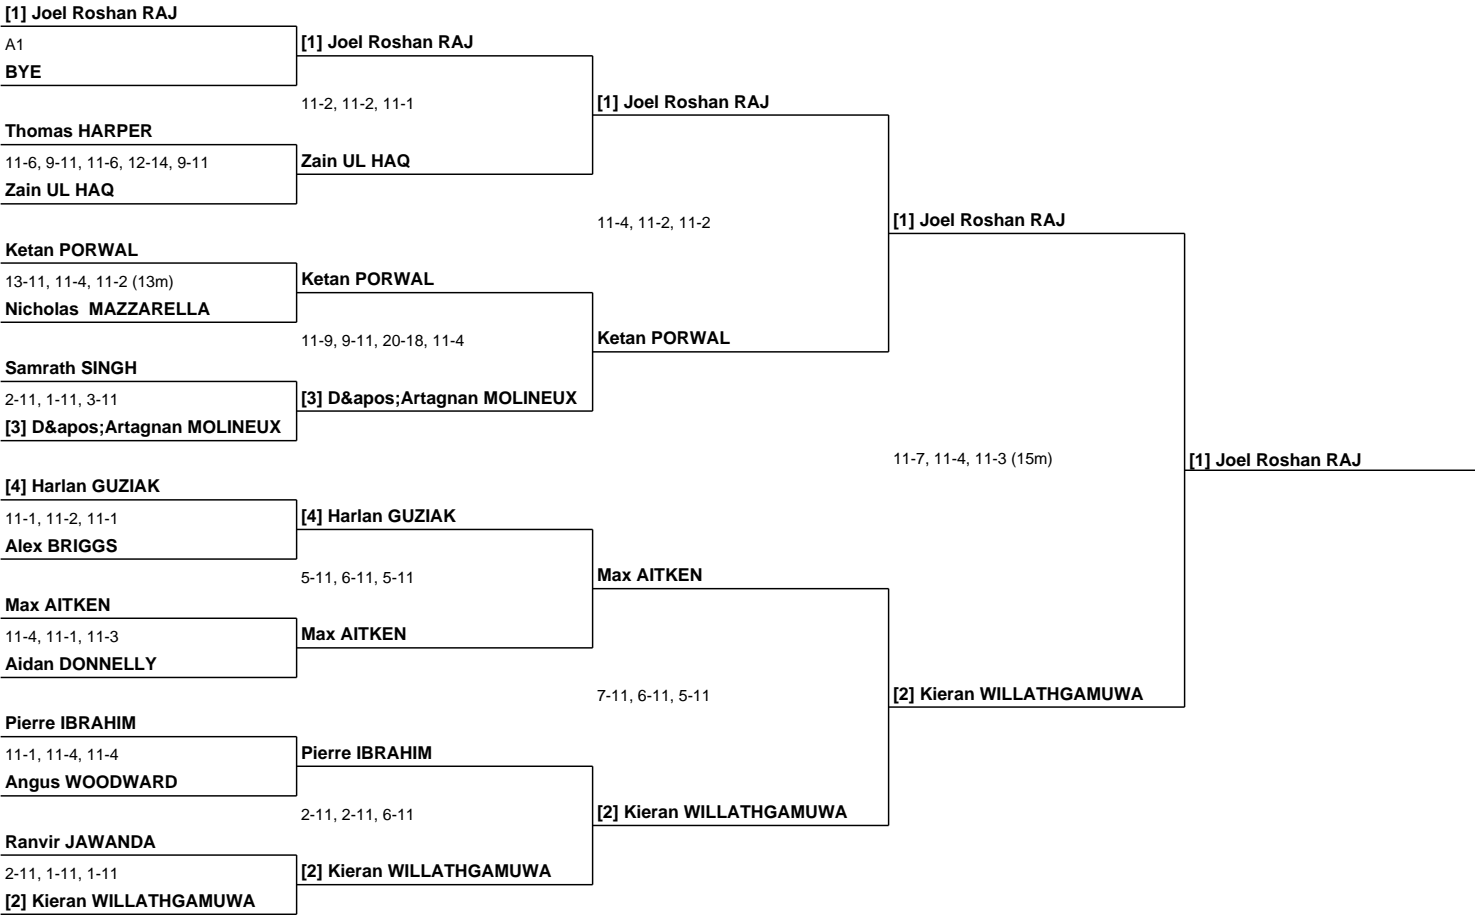 [1] Joel Roshan RAJ
A1
BYE
Thomas HARPER
11-6, 9-11, 11-6, 12-14, 9-11
Zain UL HAQ
Ketan PORWAL
13-11, 11-4, 11-2 (13m)
Nicholas  MAZZARELLA
Samrath SINGH
2-11, 1-11, 3-11
[3] D&apos;Artagnan MOLINEUX
[4] Harlan GUZIAK
11-1, 11-2, 11-1
Alex BRIGGS
Max AITKEN
11-4, 11-1, 11-3
Aidan DONNELLY
Pierre IBRAHIM
11-1, 11-4, 11-4
Angus WOODWARD
Ranvir JAWANDA
2-11, 1-11, 1-11
[2] Kieran WILLATHGAMUWA
[1] Joel Roshan RAJ
11-2, 11-2, 11-1
Zain UL HAQ
Ketan PORWAL
11-9, 9-11, 20-18, 11-4
[3] D&apos;Artagnan MOLINEUX
[4] Harlan GUZIAK
5-11, 6-11, 5-11
Max AITKEN
Pierre IBRAHIM
2-11, 2-11, 6-11
[2] Kieran WILLATHGAMUWA
[1] Joel Roshan RAJ
11-4, 11-2, 11-2
Ketan PORWAL
Max AITKEN
7-11, 6-11, 5-11
[2] Kieran WILLATHGAMUWA
[1] Joel Roshan RAJ
11-7, 11-4, 11-3 (15m)
[2] Kieran WILLATHGAMUWA
[1] Joel Roshan RAJ